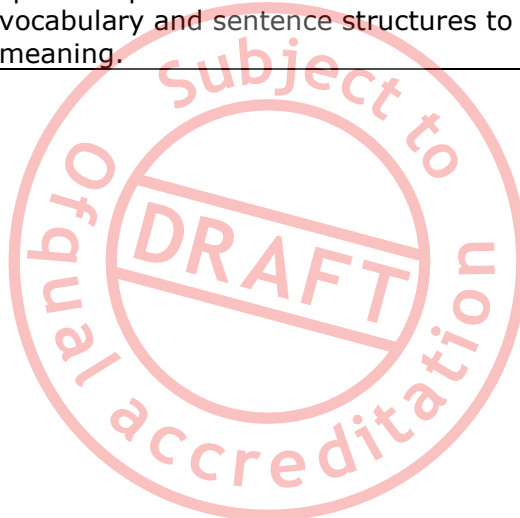 vocabulary and sentence structures to
meaning.
Subject to
Ofqual accreditation
DRAFT